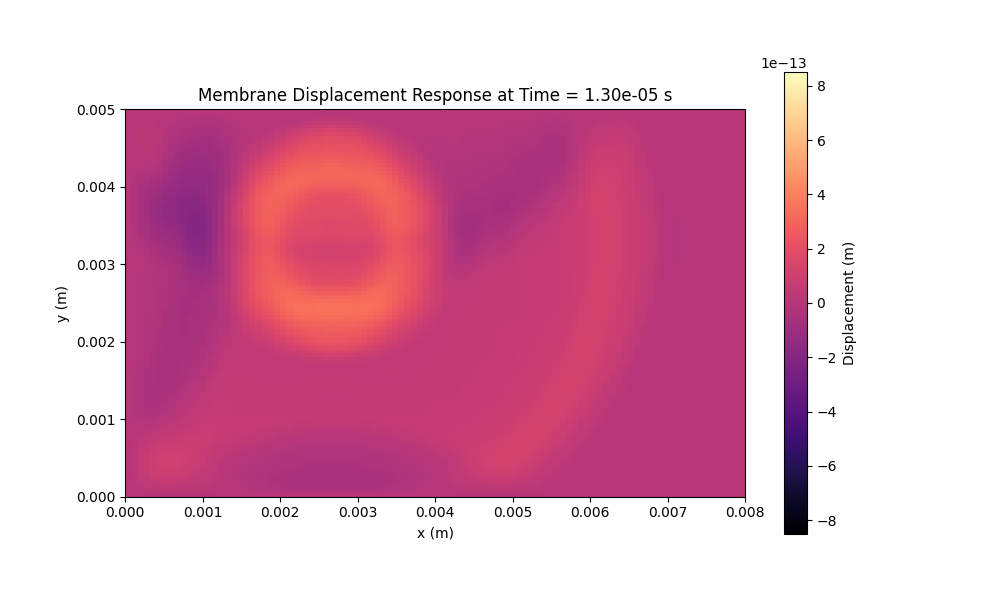 1e−13
Membrane Displacement Response at Time = 1.30e-05 s
0.005
0.004
0.003
0.002
0.001
0.000
y (m)
0.000 0.001 0.002 0.003 0.004 0.005 0.006 0.007 0.008
x (m)
8
6
4
2
0
−2
−4
−6
−8
Displacement (m)